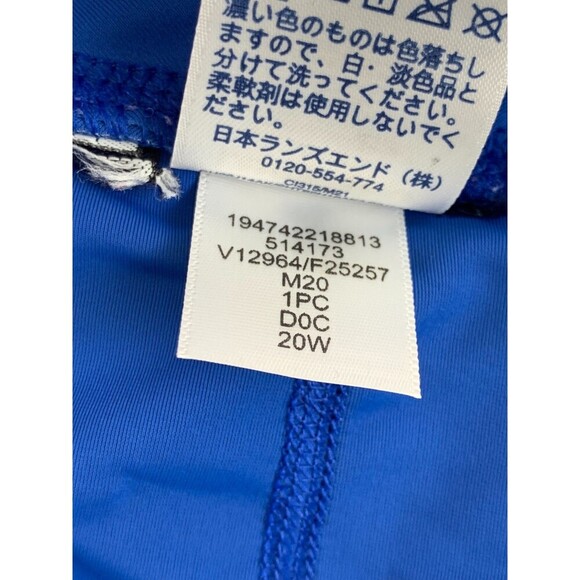 濃い色のものは色落ちし
ますので、白・淡色品と
分けて洗ってください。
柔軟剤は使用しないでく
ださい。
日本ランズエンド（株）
0120-554-774
CI315/M21
194742218813
514173
V12964/F25257
M20
1PC
D0C
20W